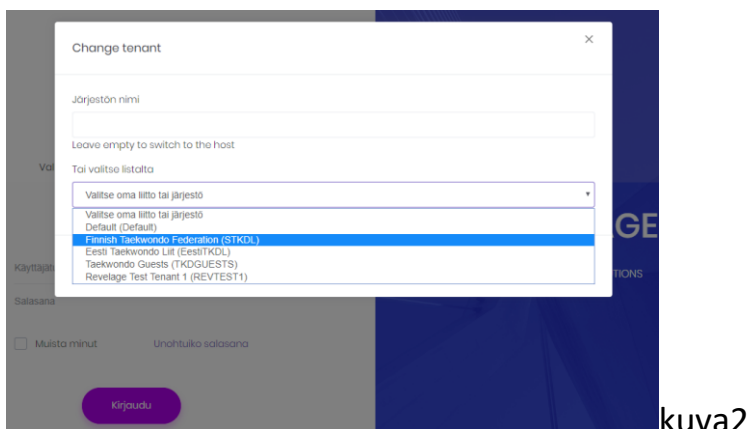 Change tenant
×
Järjestön nimi
Leave empty to switch to the host
Val
Tai valitse listalta
Valitse oma liitto tai järjestö
Valitse oma liitto tai järjestö
Default (Default)
Finnish Taekwondo Federation (STKDL)
Eesti Taekwondo Liit (EestiTKDL)
Taekwondo Guests (TKDGUESTS)
Revelage Test Tenant 1 (REVTEST1)
GE
TIONS
Käyttäjät
Salasana
Muista minut Unohtuiko salasana
Kirjaudu
kuva2